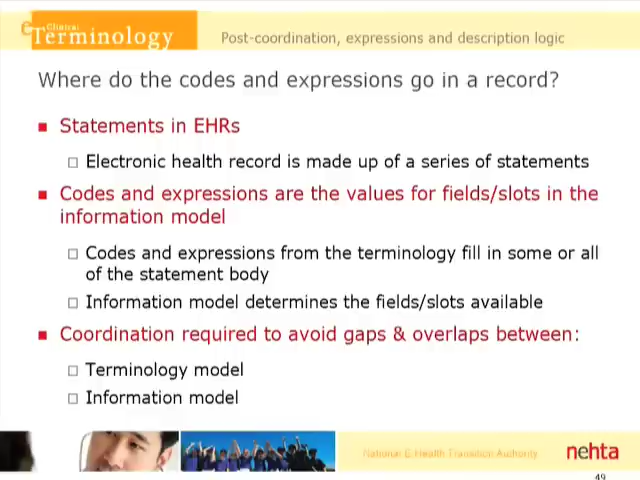 Clinical
Terminology
Post-coordination, expressions and description logic
Where do the codes and expressions go in a record?
Statements in EHRs
Electronic health record is made up of a series of statements
Codes and expressions are the values for fields/slots in the
information model
Codes and expressions from the terminology fill in some or all
of the statement body
Information model determines the fields/slots available
Coordination required to avoid gaps & overlaps between:
Terminology model
Information model
National E-Health Transition Authority
nehta
49